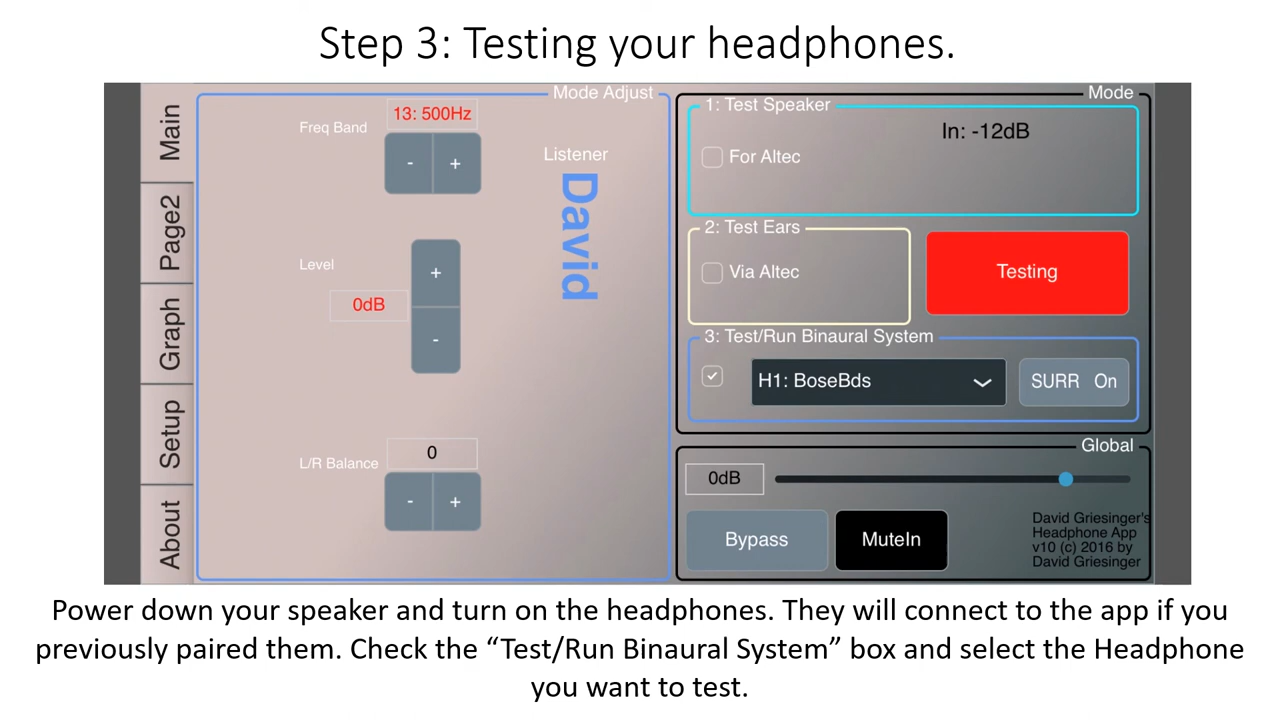 Step 3: Testing your headphones.
Main
Page2
Graph
Setup
About
Mode Adjust
Freq Band
13: 500Hz
-
+
Listener
David
Level
+
0dB
-
L/R Balance
0
-
+
Mode
1: Test Speaker
In: -12dB
For Altec
2: Test Ears
Via Altec
Testing
3: Test/Run Binaural System
H1: BoseBds
SURR On
Global
0dB
Bypass
MuteIn
David Griesinger's
Headphone App
v10 (c) 2016 by
David Griesinger
Power down your speaker and turn on the headphones. They will connect to the app if you
previously paired them. Check the “Test/Run Binaural System” box and select the Headphone
you want to test.